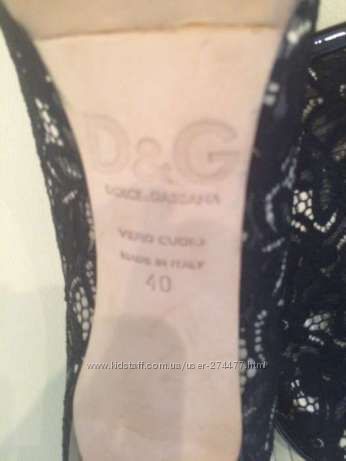 D&G
DOLCE & GABBANA
VERO CUOIO
MADE IN ITALY
40
www.kidstaff.com.ua/user-274477.html